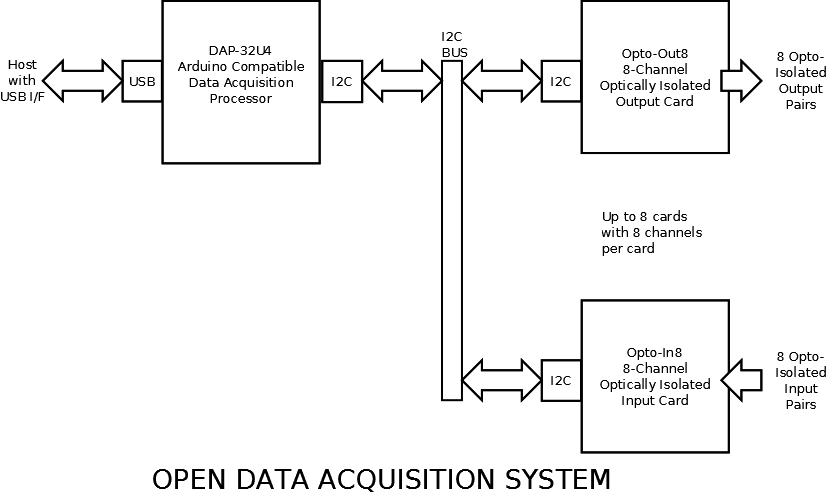 Host
with
USB I/F
USB
DAP-32U4
Arduino Compatible
Data Acquisition
Processor
I2C
I2C
BUS
I2C
Opto-Out8
8-Channel
Optically Isolated
Output Card
8 Opto-
Isolated
Output
Pairs
Up to 8 cards
with 8 channels
per card
I2C
Opto-In8
8-Channel
Optically Isolated
Input Card
8 Opto-
Isolated
Input
Pairs
OPEN DATA ACQUISITION SYSTEM